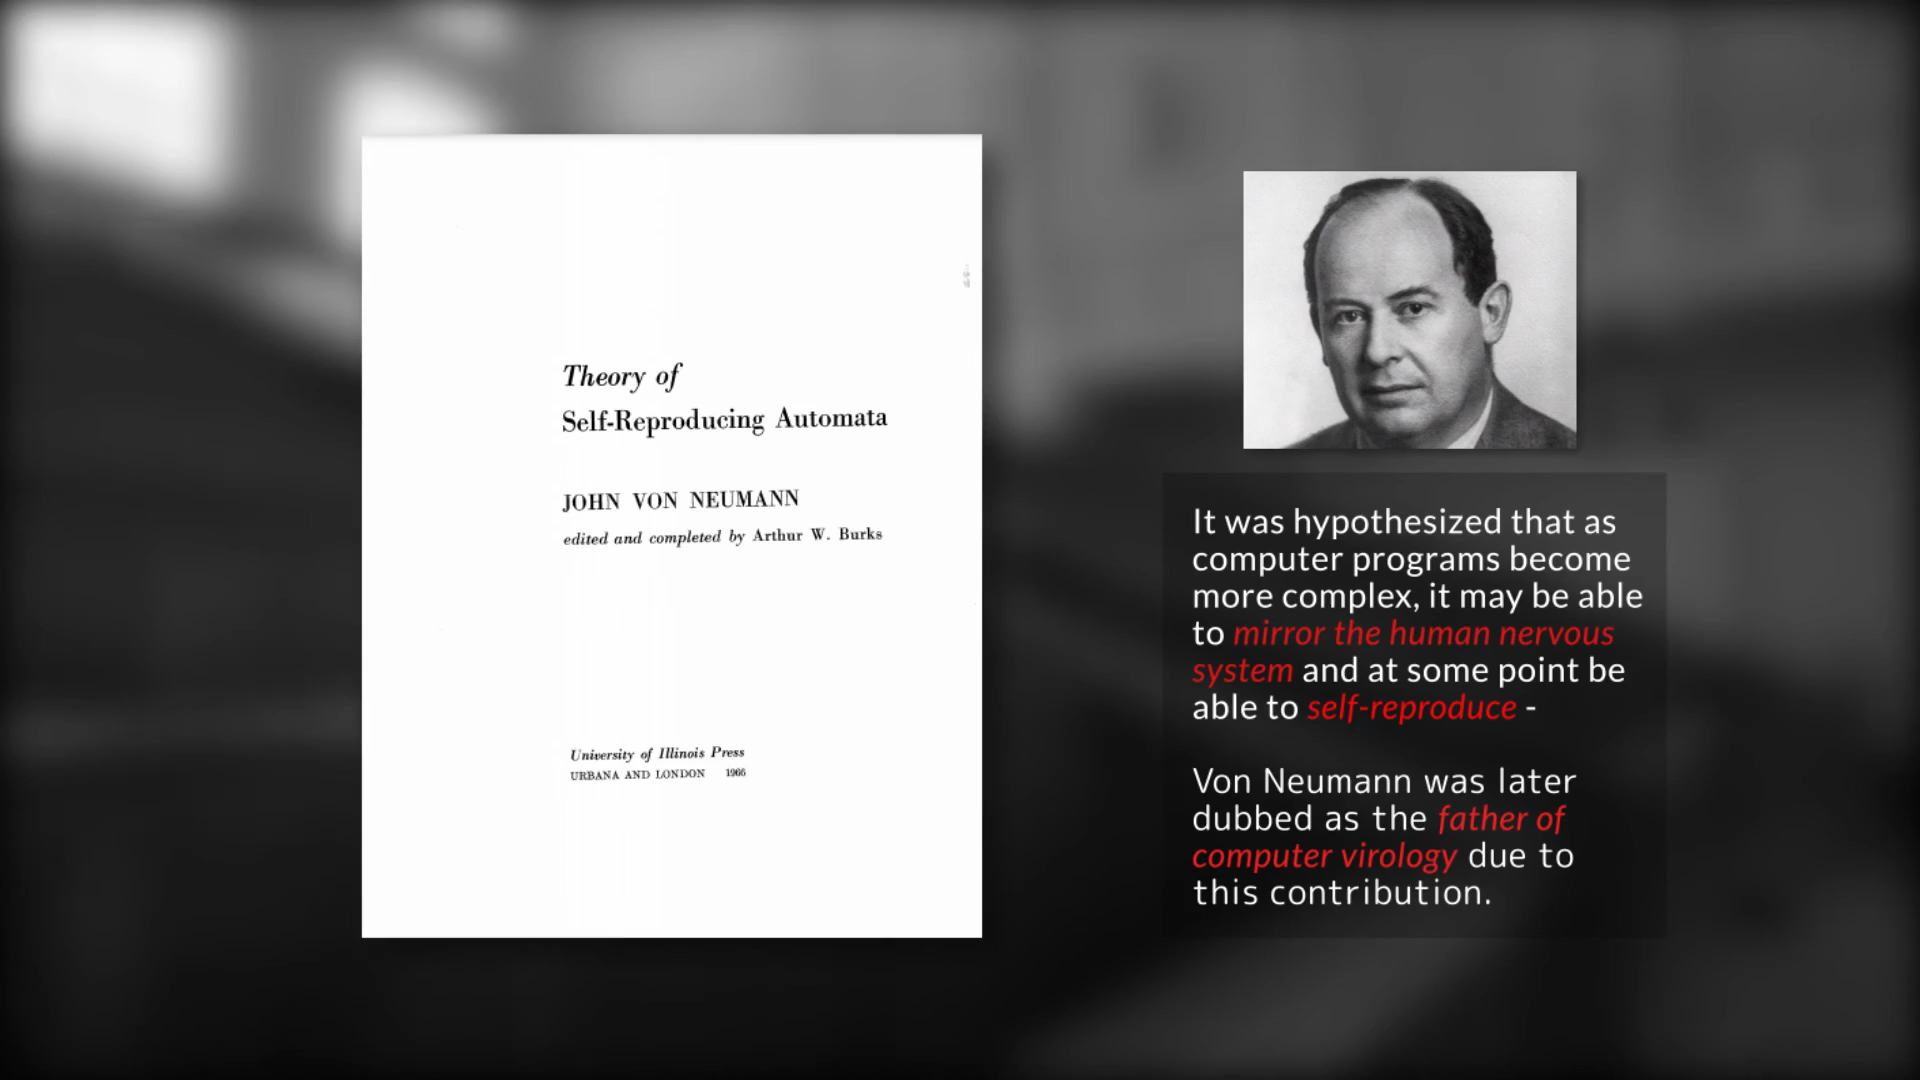 Theory of
Self-Reproducing Automata
JOHN VON NEUMANN
edited and completed by Arthur W. Burks
University of Illinois Press
URBANA AND LONDON 1966
It was hypothesized that as
computer programs become
more complex, it may be able
to mirror the human nervous
system and at some point be
able to self-reproduce -
Von Neumann was later
dubbed as the father of
computer virology due to
this contribution.